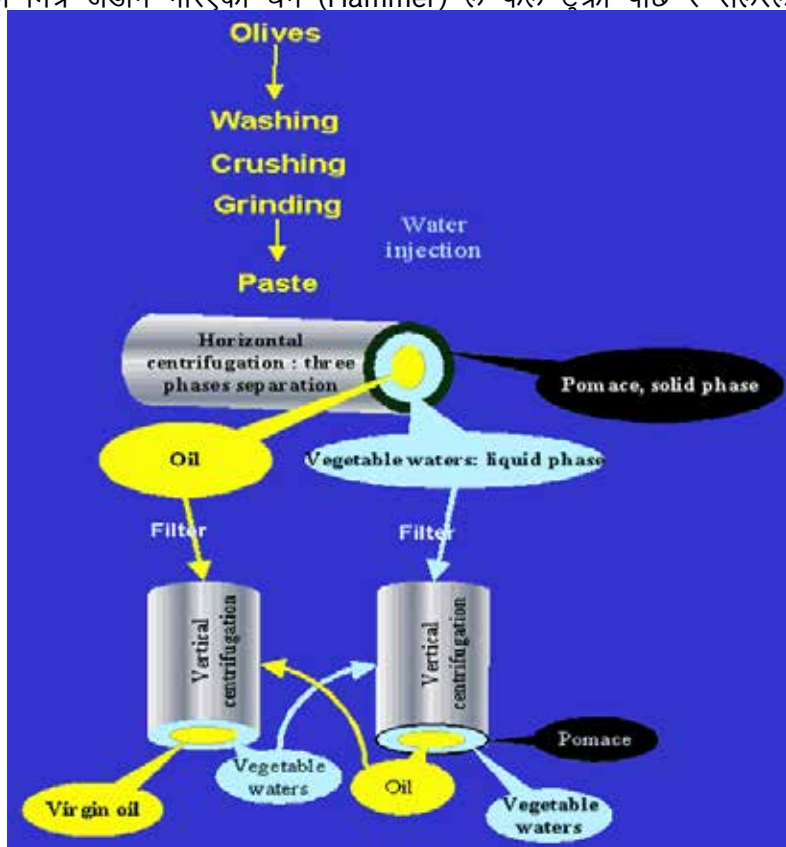 (Hammer) ले
Olives
Washing
Crushing
Grinding
Water
injection
Paste
Horizontal
centrifugation : three
phases separation
Pomace, solid phase
Oil
Vegetable waters: liquid phase
Filter
Filter
Vertical
centrifugation
Vertical
centrifugation
Pomace
Vegetable
waters
Oil
Virgin oil
Vegetable
waters